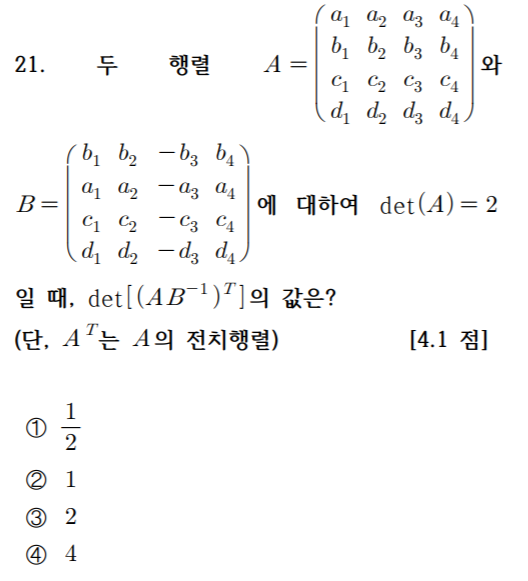 21. 두 행렬 $A=\begin{pmatrix} a_1 & a_2 & a_3 & a_4 \\ b_1 & b_2 & b_3 & b_4 \\ c_1 & c_2 & c_3 & c_4 \\ d_1 & d_2 & d_3 & d_4 \end{pmatrix}$와
$B=\begin{pmatrix} b_1 & b_2 & -b_3 & b_4 \\ a_1 & a_2 & -a_3 & a_4 \\ c_1 & c_2 & -c_3 & c_4 \\ d_1 & d_2 & -d_3 & d_4 \end{pmatrix}$에 대하여 $\det(A)=2$
일 때, $\det[(AB^{-1})^T]$의 값은?
(단, $A^T$는 $A$의 전치행렬) [4.1 점]
① $\frac{1}{2}$
② 1
③ 2
④ 4